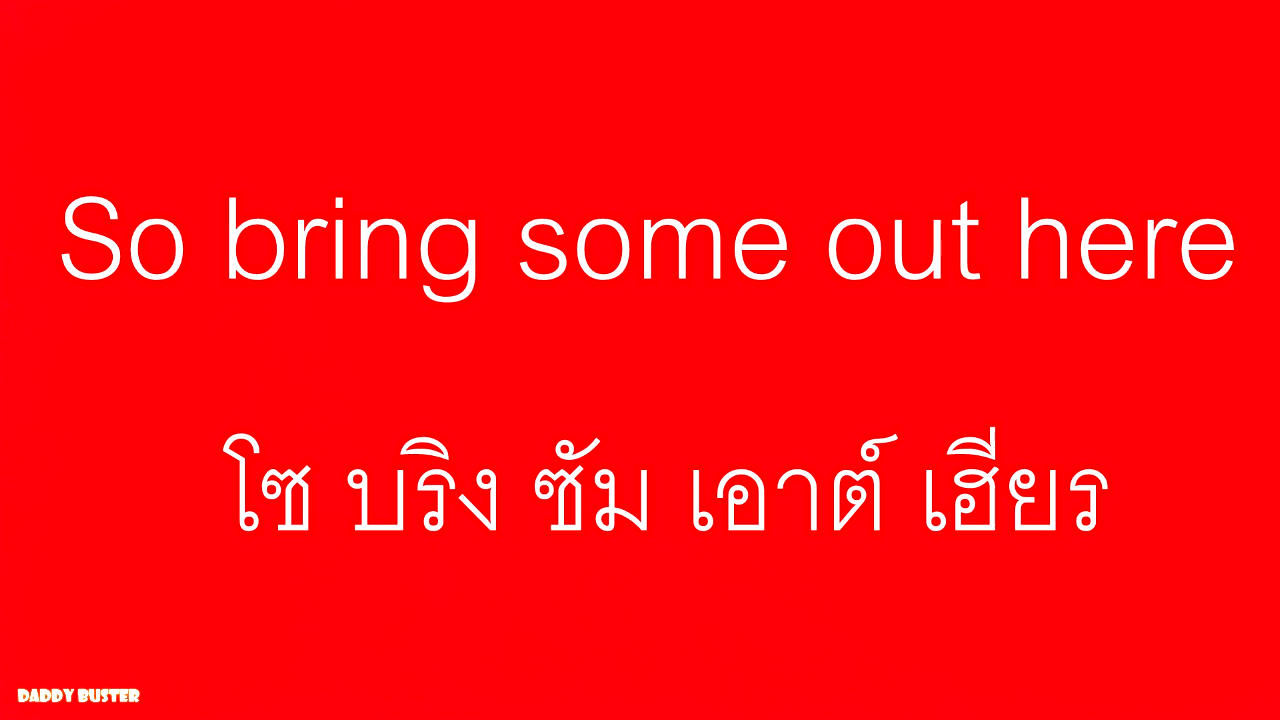 So bring some out here
โซ บริง ซัม เอาต์ เฮียร
DADDY BUSTER